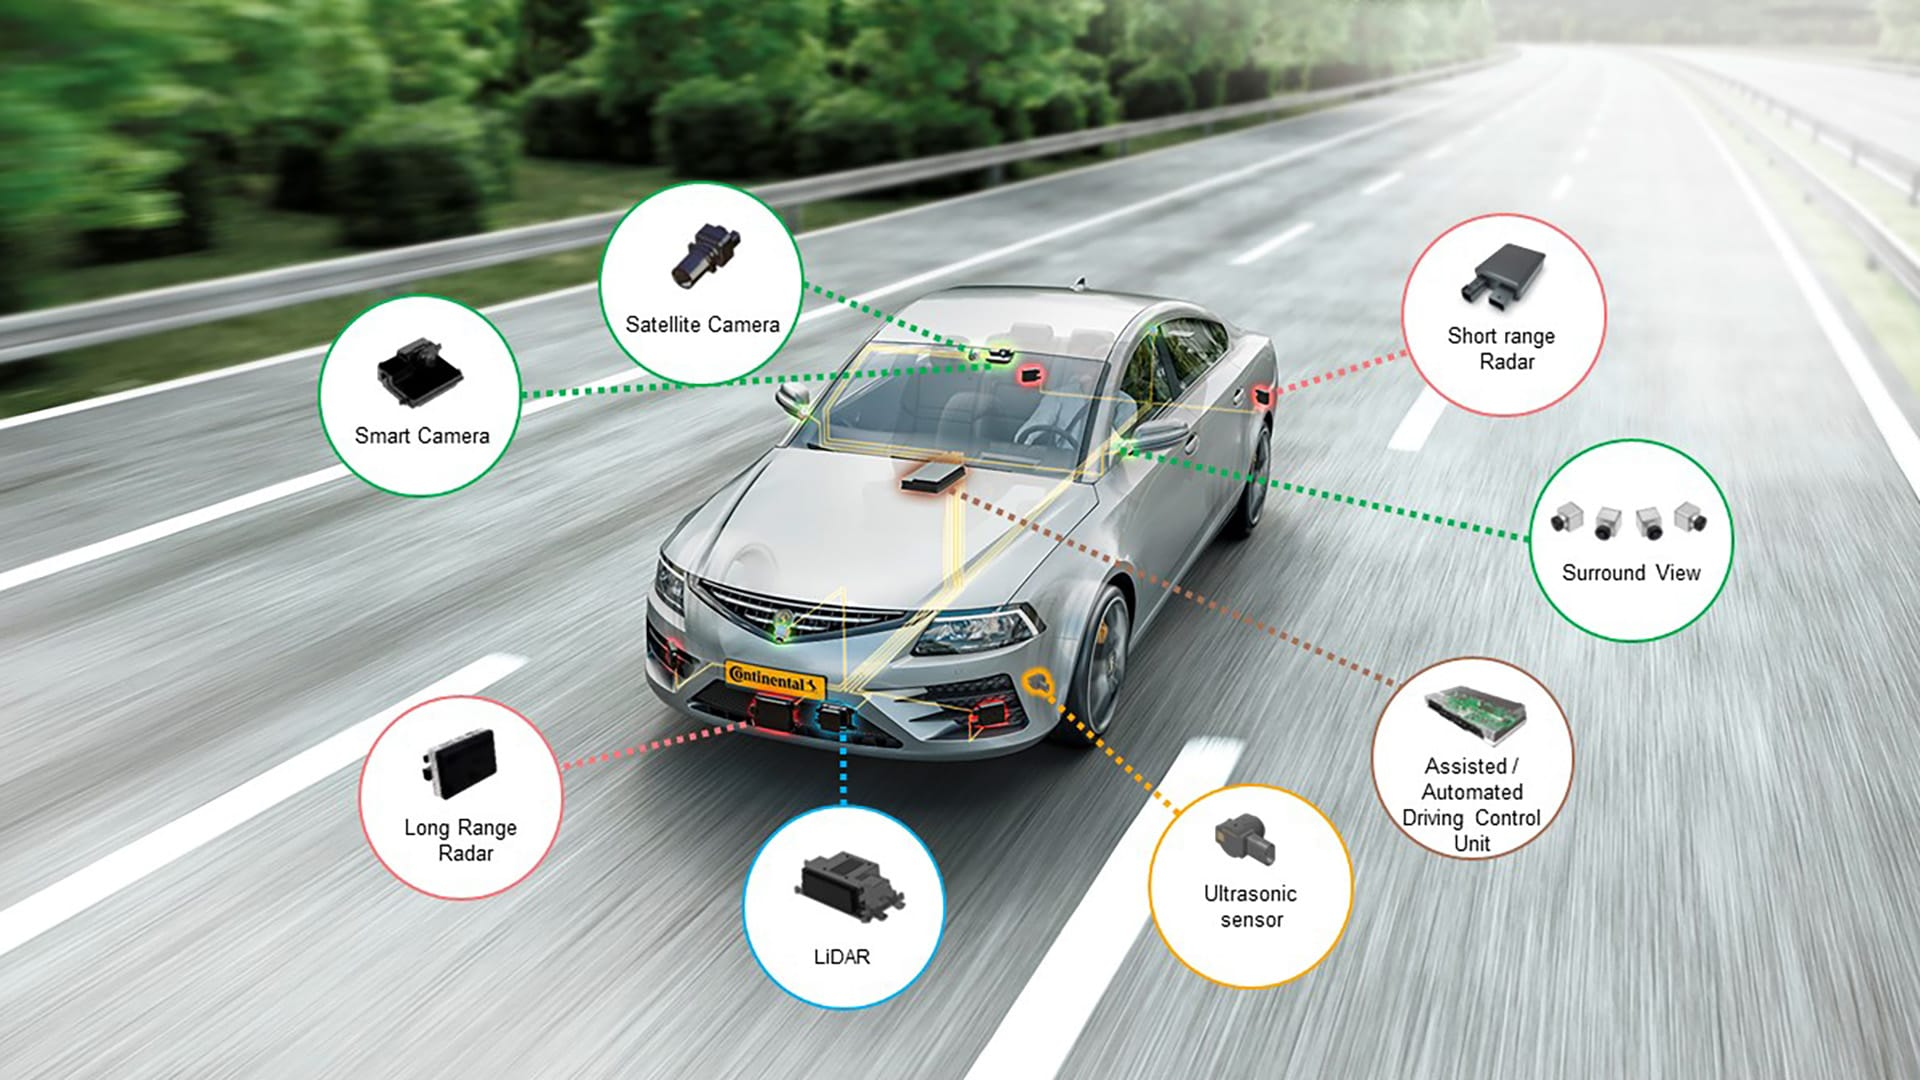 Satellite Camera
Smart Camera
Short range
Radar
Surround View
Continental
Assisted /
Automated
Driving Control
Unit
Long Range
Radar
Ultrasonic
sensor
LiDAR